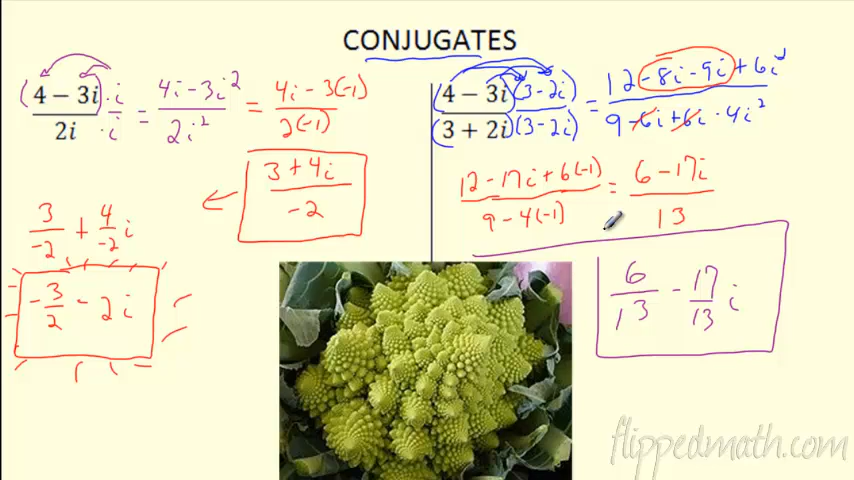 CONJUGATES
(4 − 3i)·i / 2i·i = 4i − 3i² / 2i² = 4i − 3(−1) / 2(−1)
3 + 4i / −2
3/−2 + 4/−2 i
−3/2 − 2i
(4 − 3i)(3 − 2i) / (3 + 2i)(3 − 2i) = 12 − 8i − 9i + 6i² / 9 − 6i + 6i · 4i²
12 − 17i + 6(−1) / 9 − 4(−1) = 6 − 17i / 13
6/13 − 17/13 i
flippedmath.com